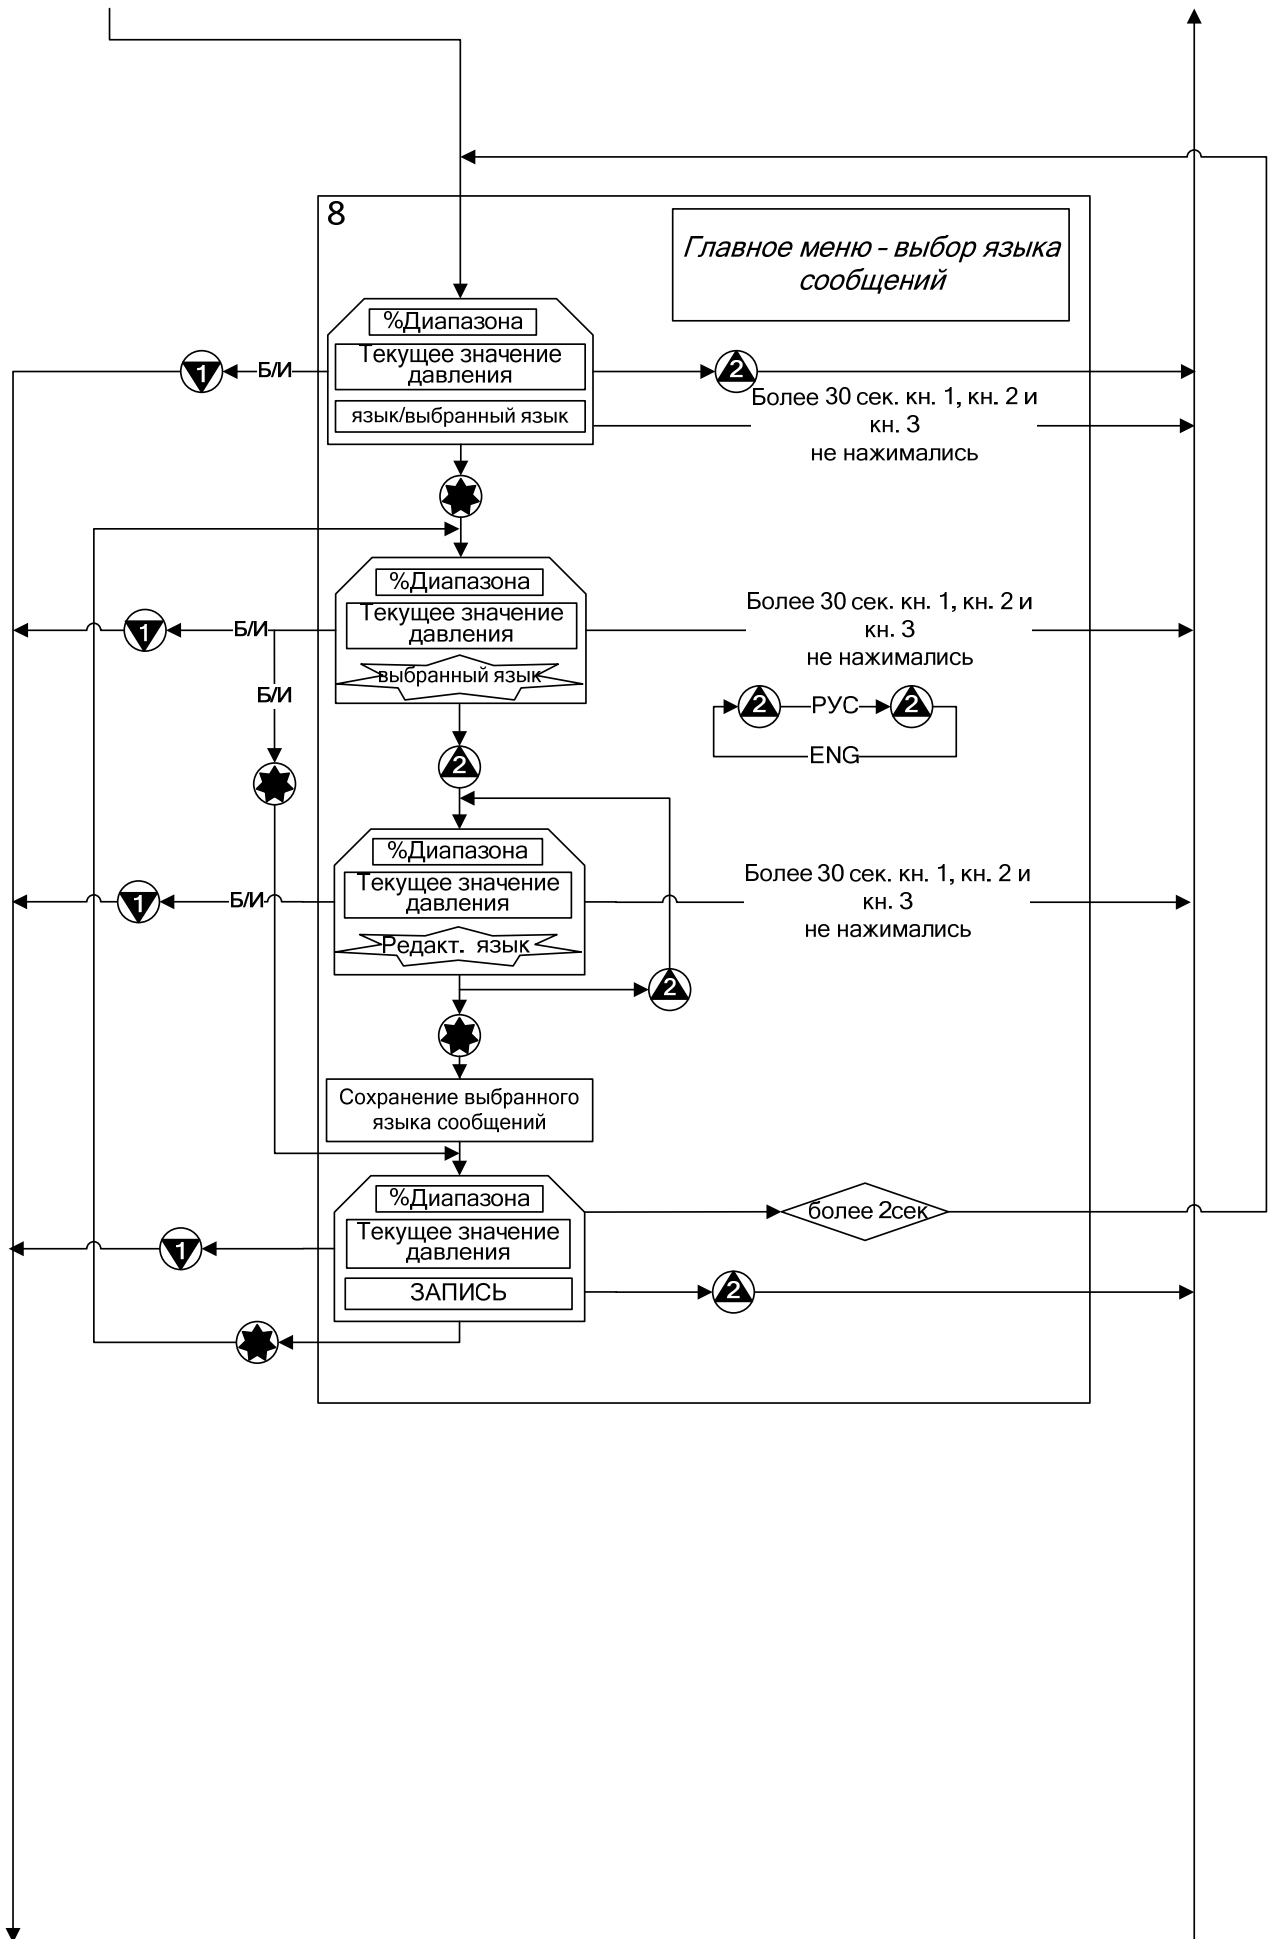 8
Главное меню - выбор языка
сообщений
%Диапазона
Текущее значение
давления
язык/выбранный язык
1
Б/И
2
Более 30 сек. кн. 1, кн. 2 и
кн. 3
не нажимались
%Диапазона
Текущее значение
давления
выбранный язык
1
Б/И
Б/И
Более 30 сек. кн. 1, кн. 2 и
кн. 3
не нажимались
2
РУС
2
ENG
2
%Диапазона
Текущее значение
давления
Редакт. язык
1
Б/И
Более 30 сек. кн. 1, кн. 2 и
кн. 3
не нажимались
2
Сохранение выбранного
языка сообщений
%Диапазона
Текущее значение
давления
ЗАПИСЬ
более 2сек
1
2